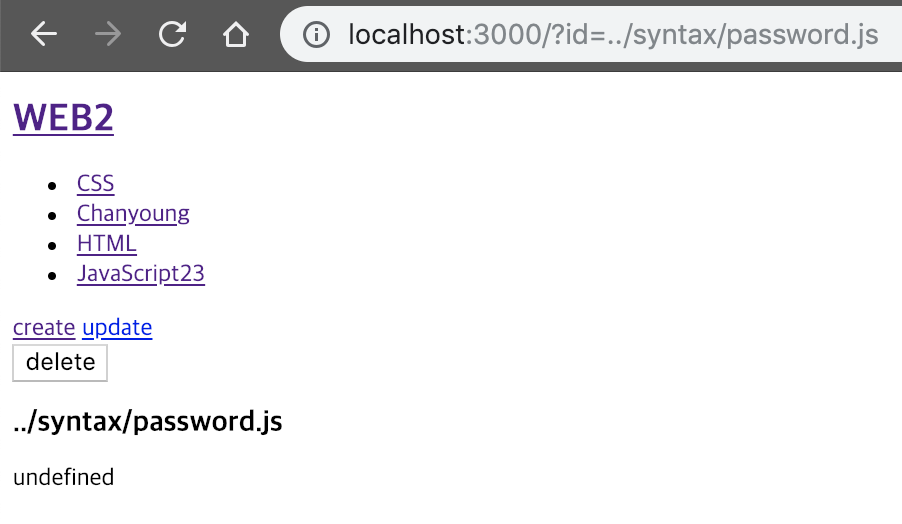 localhost:3000/?id=../syntax/password.js
WEB2
CSS
Chanyoung
HTML
JavaScript23
create update
delete
../syntax/password.js
undefined